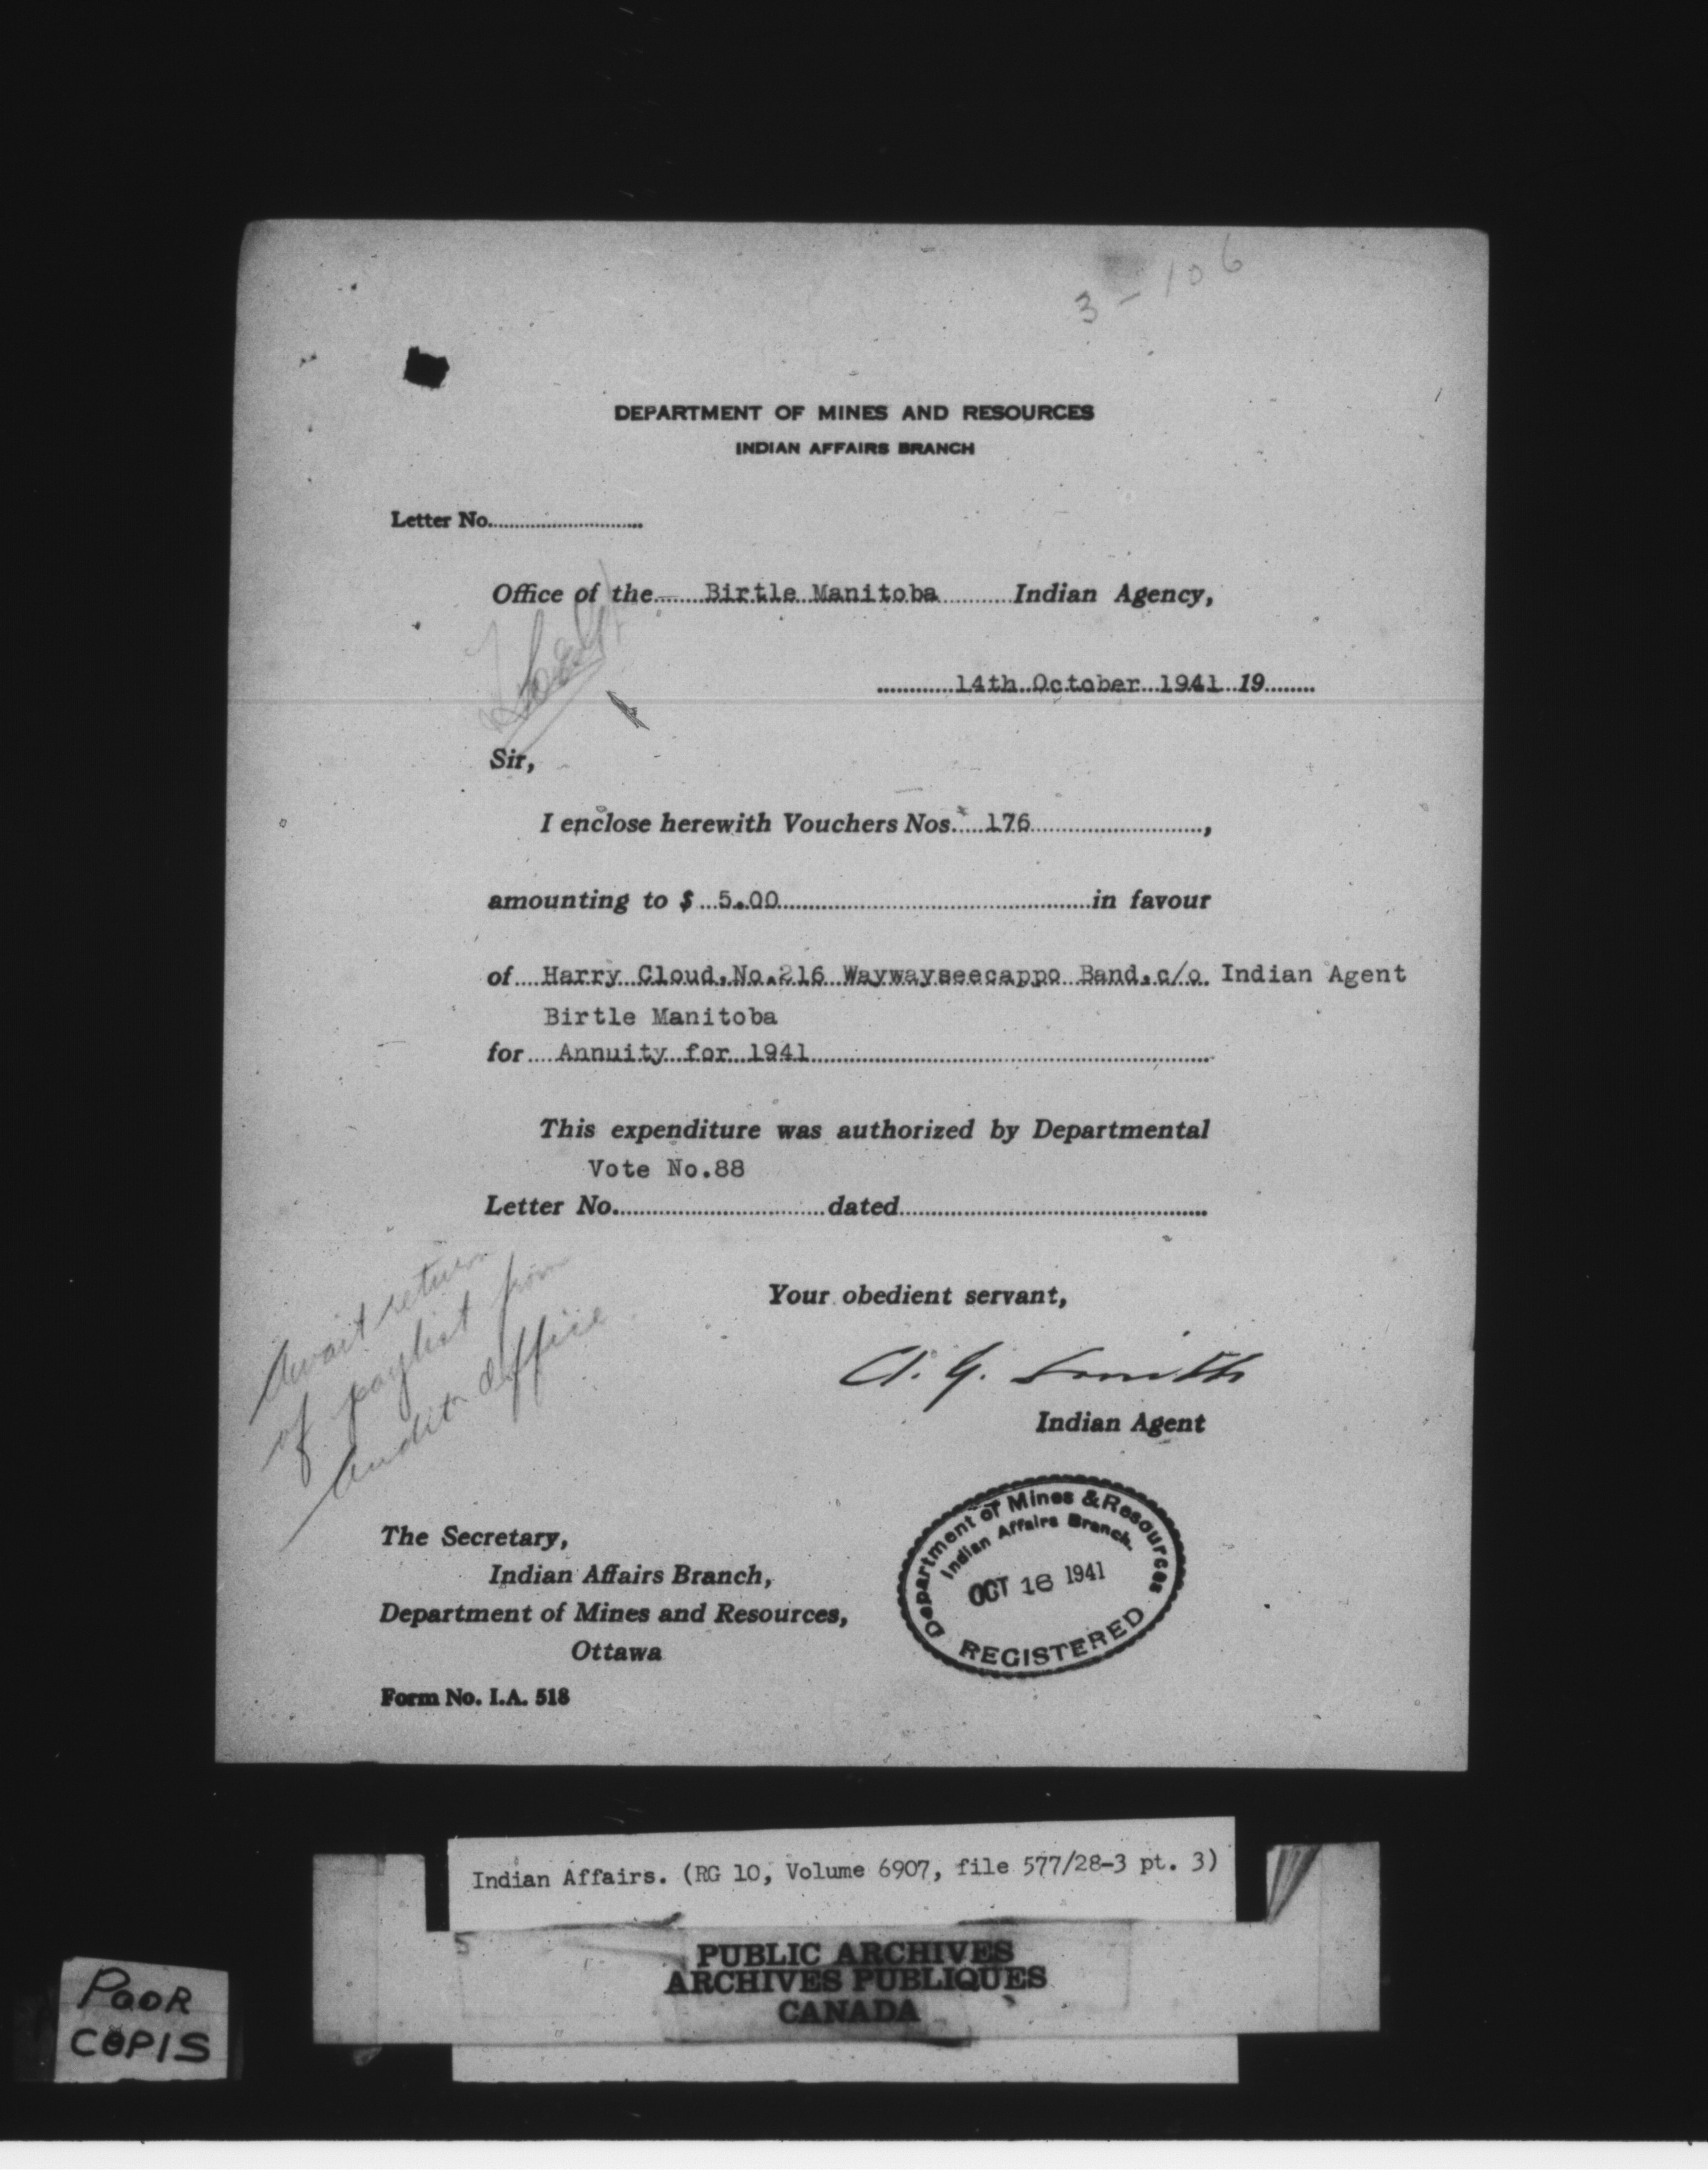 3-106
DEPARTMENT OF MINES AND RESOURCES
INDIAN AFFAIRS BRANCH
Letter No.
Office of the Birtle Manitoba Indian Agency,
14th October 1941 19
Sir,
I enclose herewith Vouchers Nos. 176,
amounting to $ 5.00 in favour
of Harry Cloud, No.216 Waywayseecappo Band, c/o Indian Agent
Birtle Manitoba
for Annuity for 1941
This expenditure was authorized by Departmental
Vote No.88
Letter No. dated
Await return
of paylist from
Audit office
Your obedient servant,
A. G. Smith
Indian Agent
The Secretary,
Indian Affairs Branch,
Department of Mines and Resources,
Ottawa
Form No. I.A. 518
Department of Mines & Resources
Indian Affairs Branch.
OCT 16 1941
REGISTERED
Indian Affairs. (RG 10, Volume 6907, file 577/28-3 pt. 3)
5
PUBLIC ARCHIVES
ARCHIVES PUBLIQUES
CANADA
POOR
COPIS